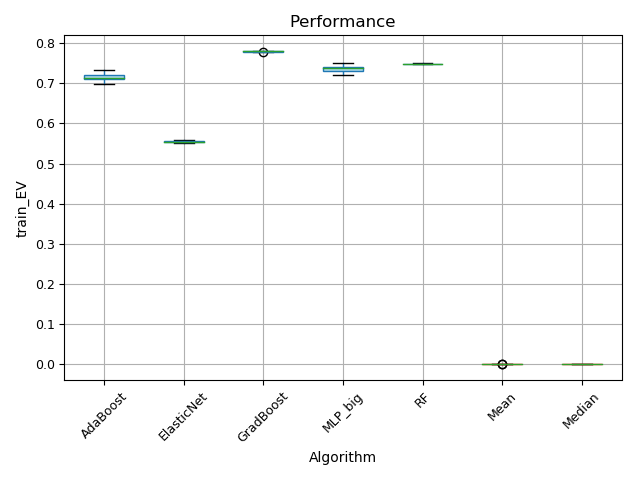 Performance
train_EV
0.8
0.7
0.6
0.5
0.4
0.3
0.2
0.1
0.0
AdaBoost
ElasticNet
GradBoost
MLP_big
RF
Mean
Median
Algorithm